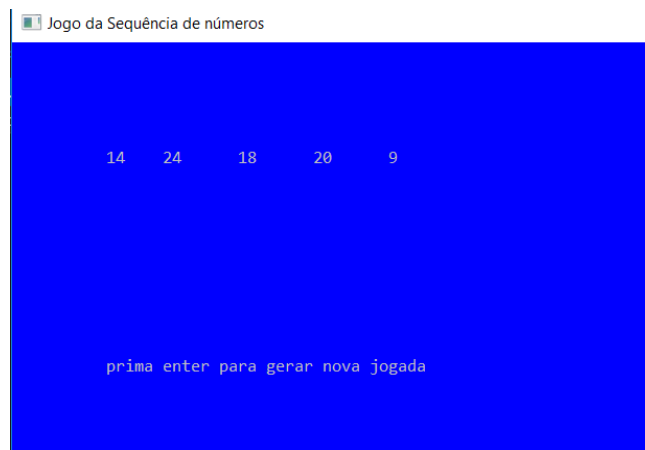 Jogo da Sequência de números
14 24 18 20 9
prima enter para gerar nova jogada